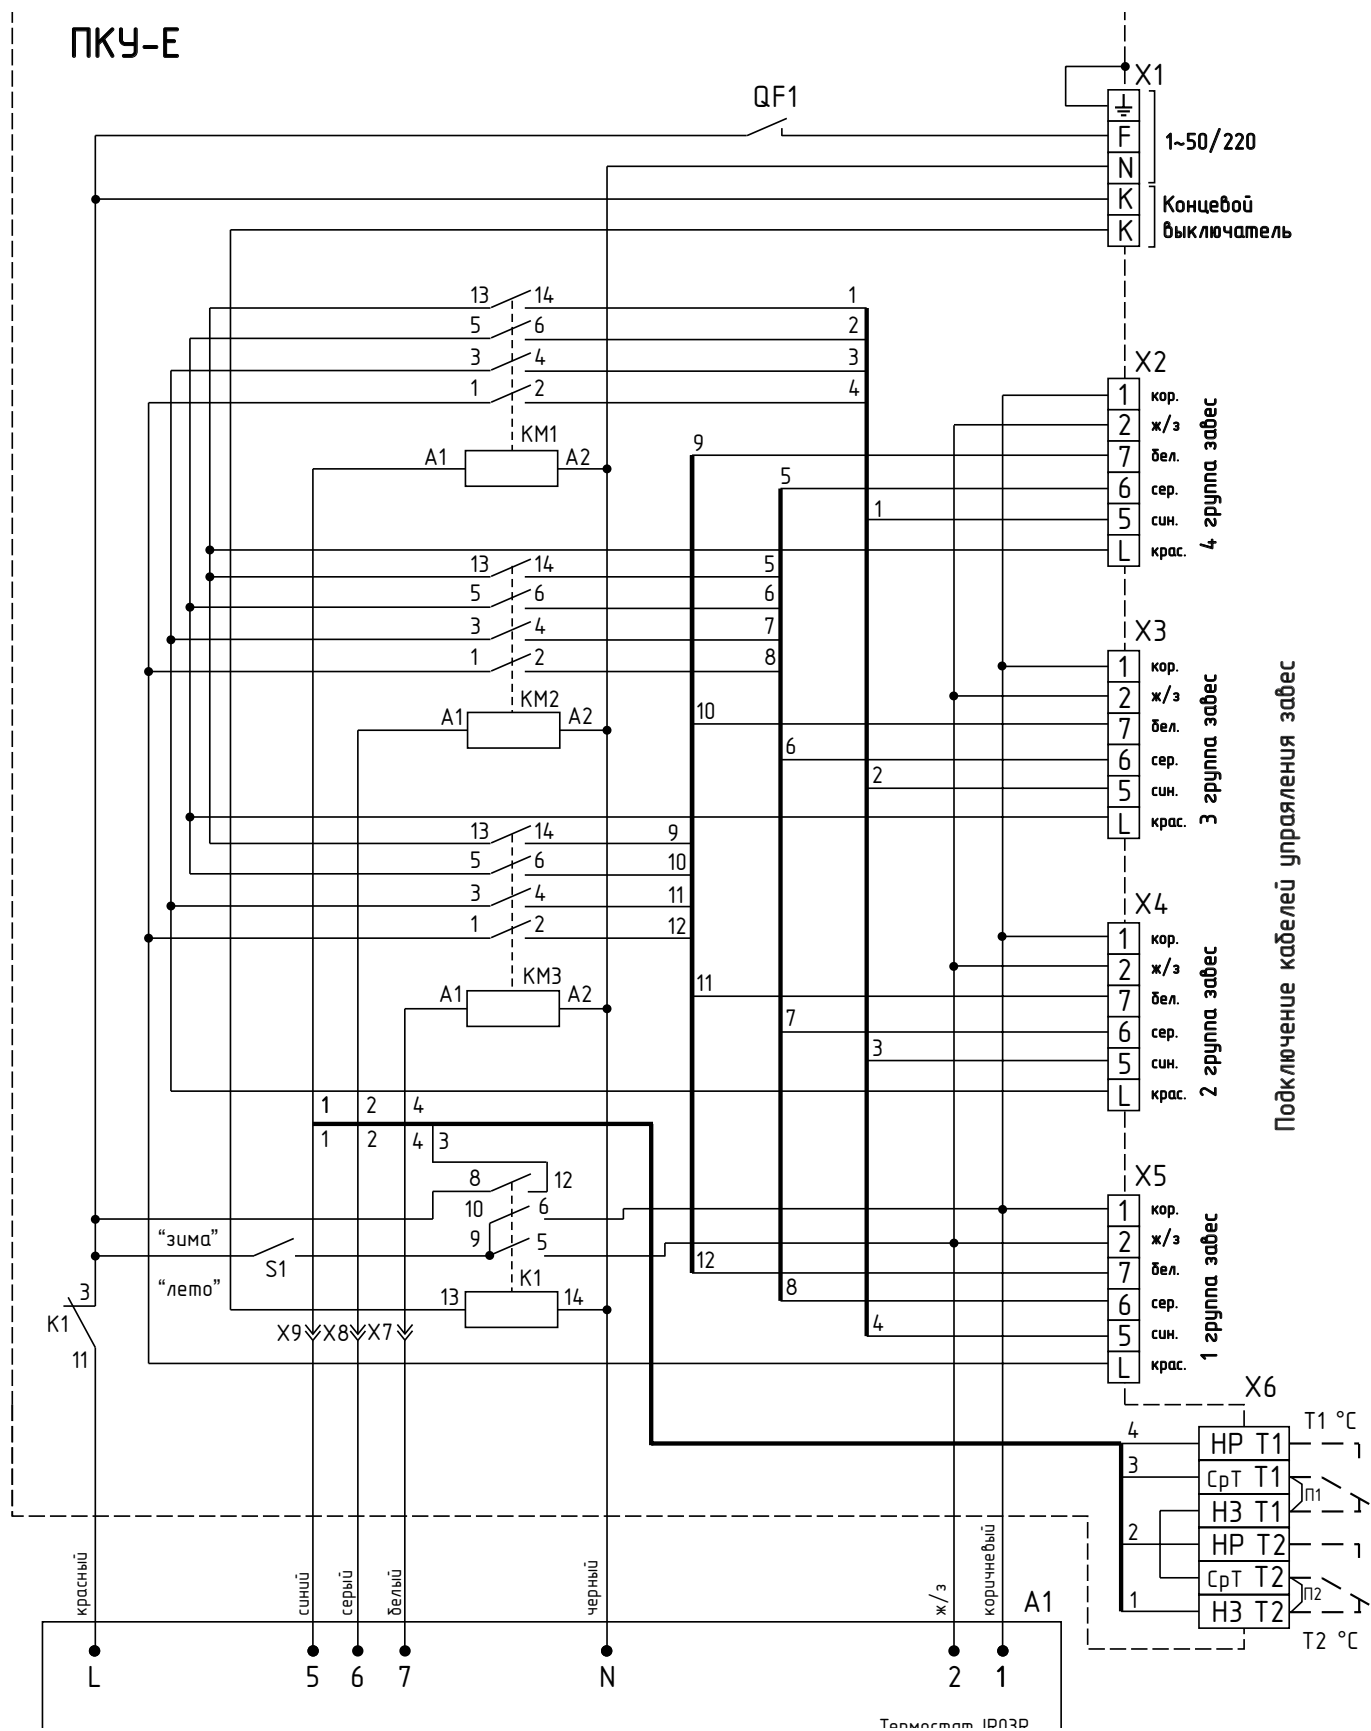 ПКУ-Е
QF1
X1
F
N
K
K
1~50/220
Концевой
выключатель
13 14 1
5 6 2
3 4 3
1 2 4
KM1
A1 A2
X2
1 кор.
2 ж/з
9 7 бел.
5 6 сер.
1 5 син.
L крас.
4 группа завес
13 14 5
5 6 6
3 4 7
1 2 8
KM2
A1 A2
X3
1 кор.
2 ж/з
10 7 бел.
6 6 сер.
2 5 син.
L крас.
3 группа завес
Подключение кабелей упраяления завес
13 14 9
5 6 10
3 4 11
1 2 12
KM3
A1 A2
X4
1 кор.
2 ж/з
11 7 бел.
7 6 сер.
3 5 син.
L крас.
2 группа завес
1 2 4
1 2 4 3
8 12
10 6
9 5
“зима”
S1
“лето”
K1
13 14
3
K1
11
X9 X8 X7
X5
1 кор.
2 ж/з
12 7 бел.
8 6 сер.
4 5 син.
L крас.
1 группа завес
X6
T1 °C
4 НР Т1
3 СрТ Т1
П1
НЗ Т1
2 НР Т2
СрТ Т2
П2
1 НЗ Т2
T2 °C
красный
синий
серый
белый
черный
ж/з
коричневый
A1
L 5 6 7 N 2 1
Термостат JR03R